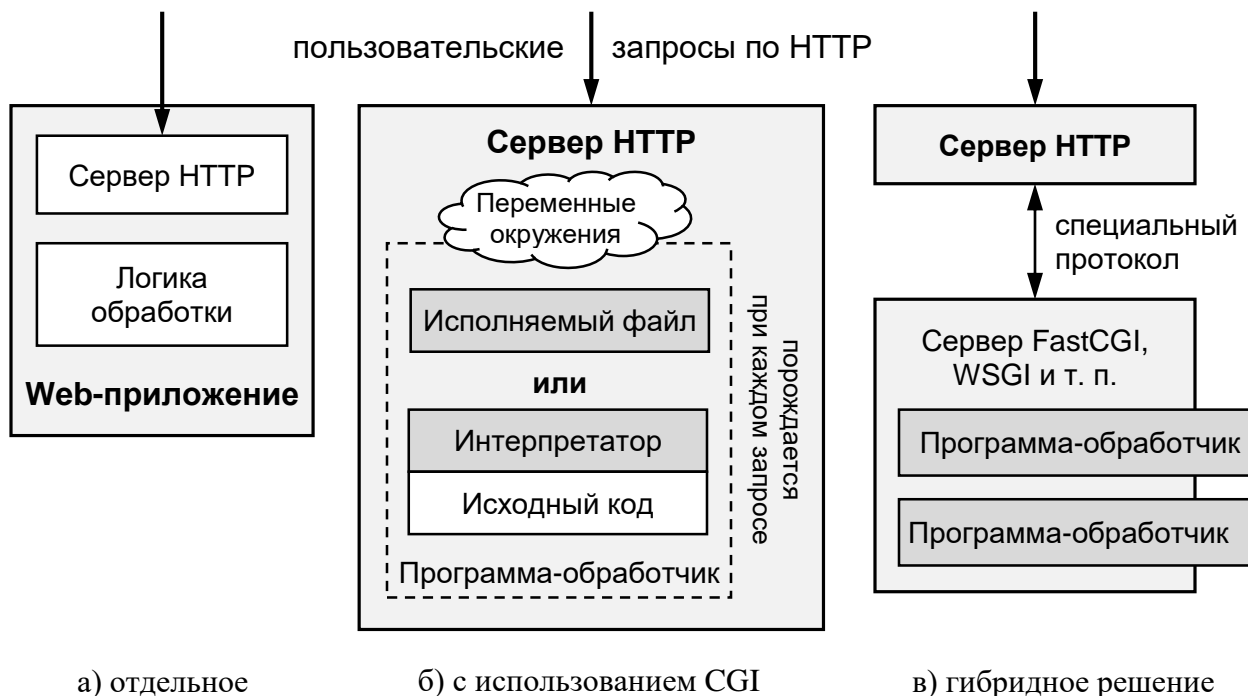 пользовательские запросы по HTTP
Сервер HTTP
Логика
обработки
Web-приложение
Сервер HTTP
Переменные
окружения
Исполняемый файл
или
Интерпретатор
Исходный код
Программа-обработчик
порождается
при каждом запросе
Сервер HTTP
специальный
протокол
Сервер FastCGI,
WSGI и т. п.
Программа-обработчик
Программа-обработчик
а) отдельное
б) с использованием CGI
в) гибридное решение